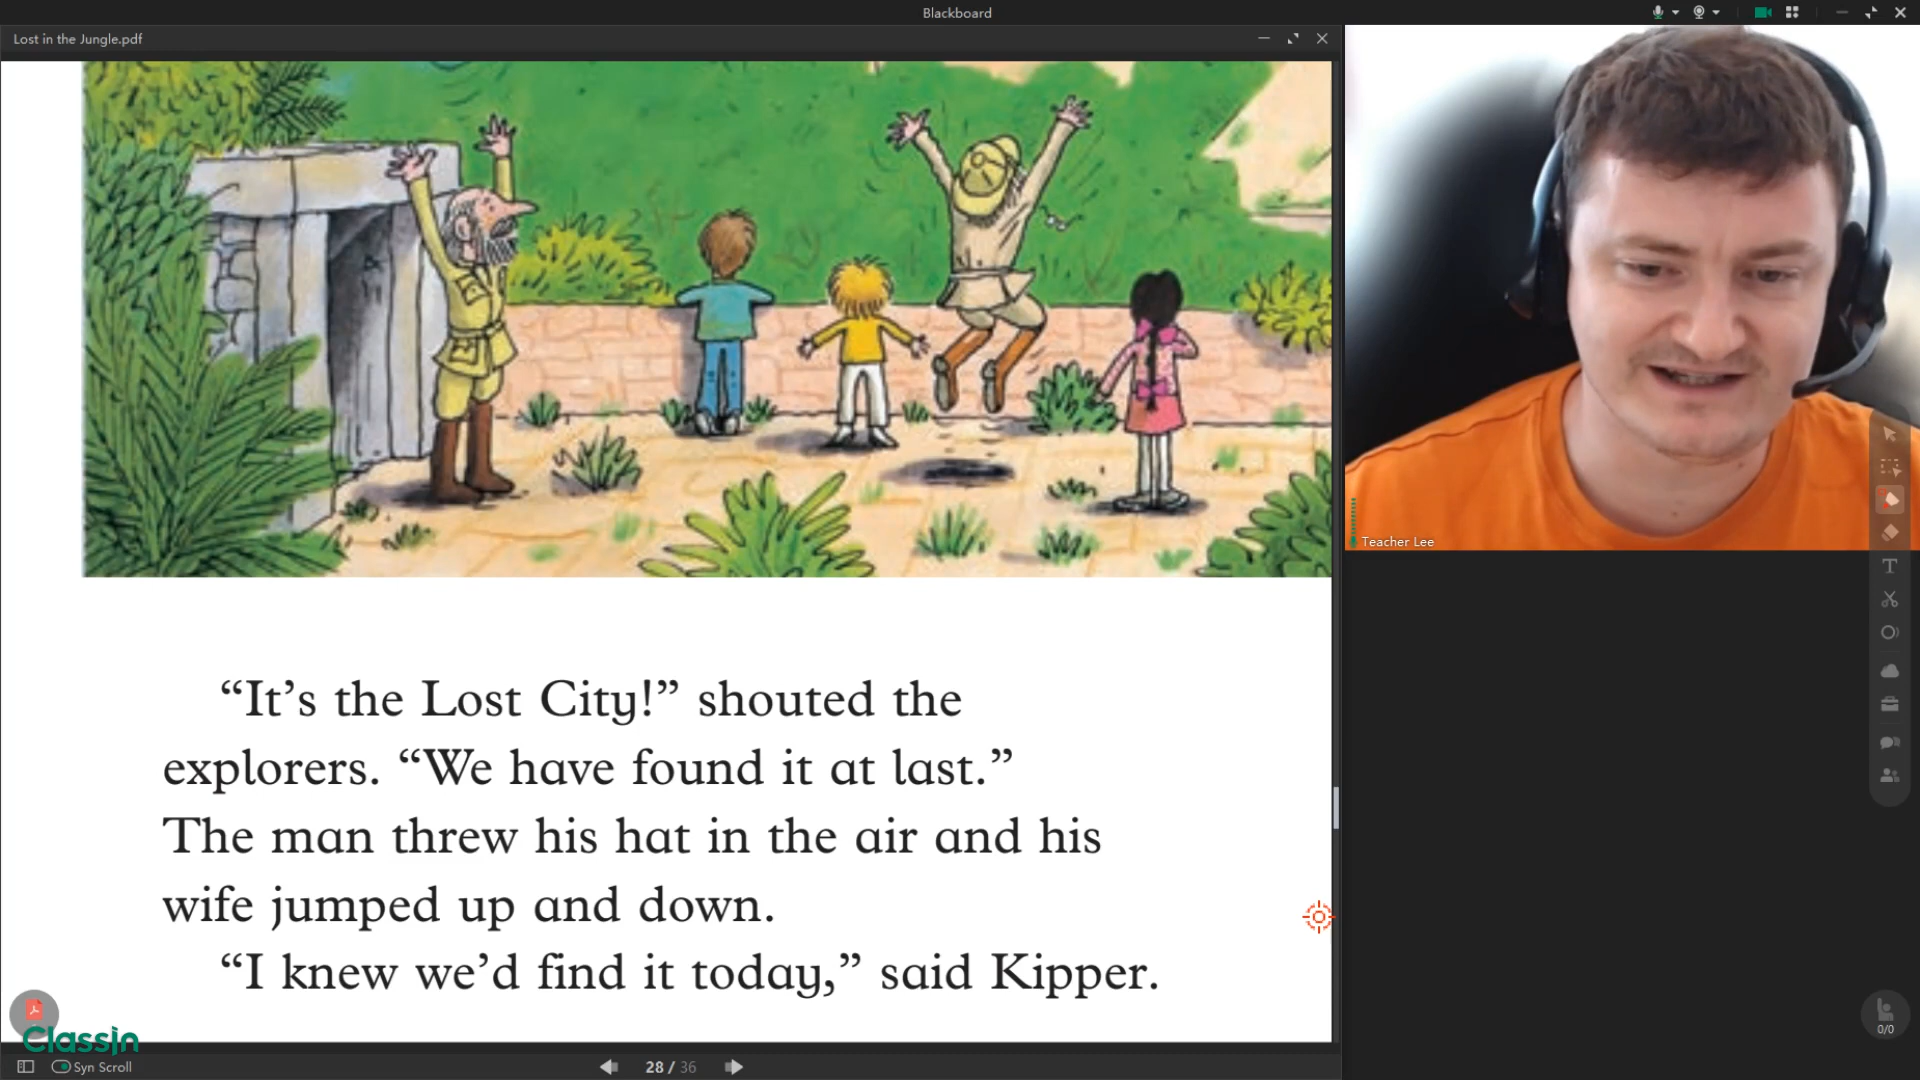 Blackboard
Lost in the Jungle.pdf
“It’s the Lost City!” shouted the
explorers. “We have found it at last.”
The man threw his hat in the air and his
wife jumped up and down.
“I knew we’d find it today,” said Kipper.
Teacher Lee
T
0/0
ClassIn
Syn Scroll
28 / 36